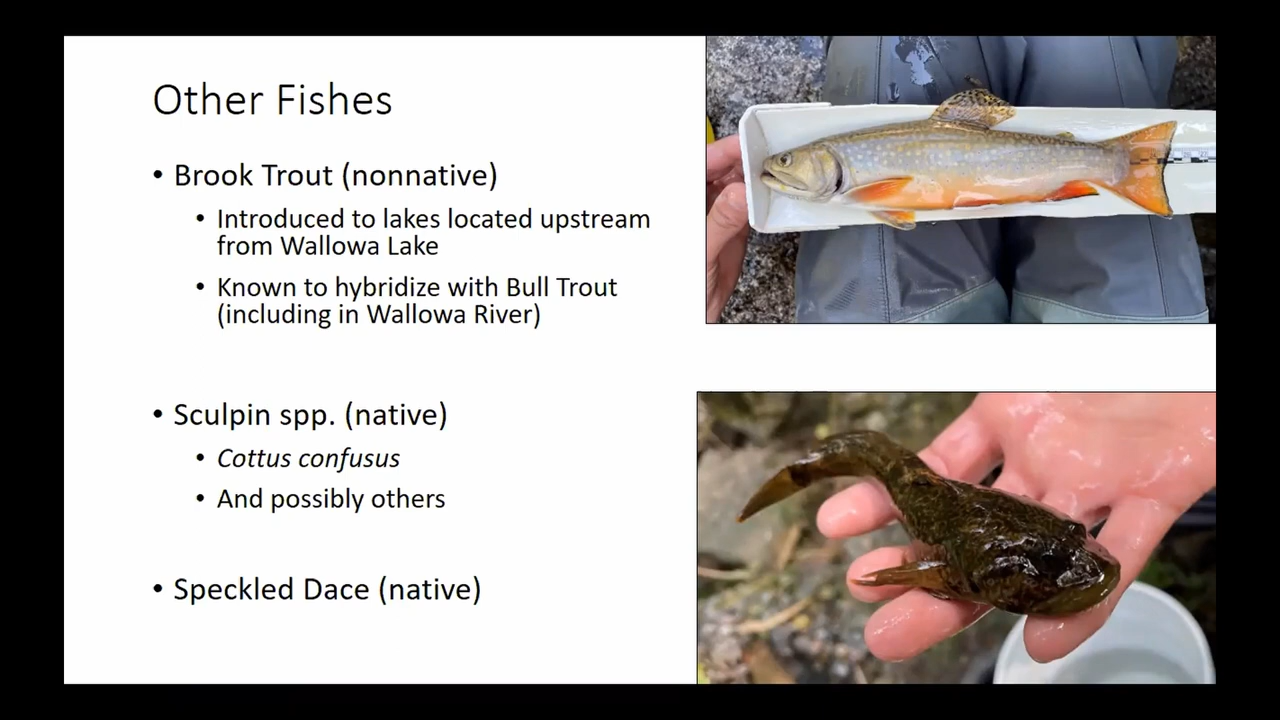 Other Fishes
• Brook Trout (nonnative)
• Introduced to lakes located upstream
from Wallowa Lake
• Known to hybridize with Bull Trout
(including in Wallowa River)
• Sculpin spp. (native)
• Cottus confusus
• And possibly others
• Speckled Dace (native)